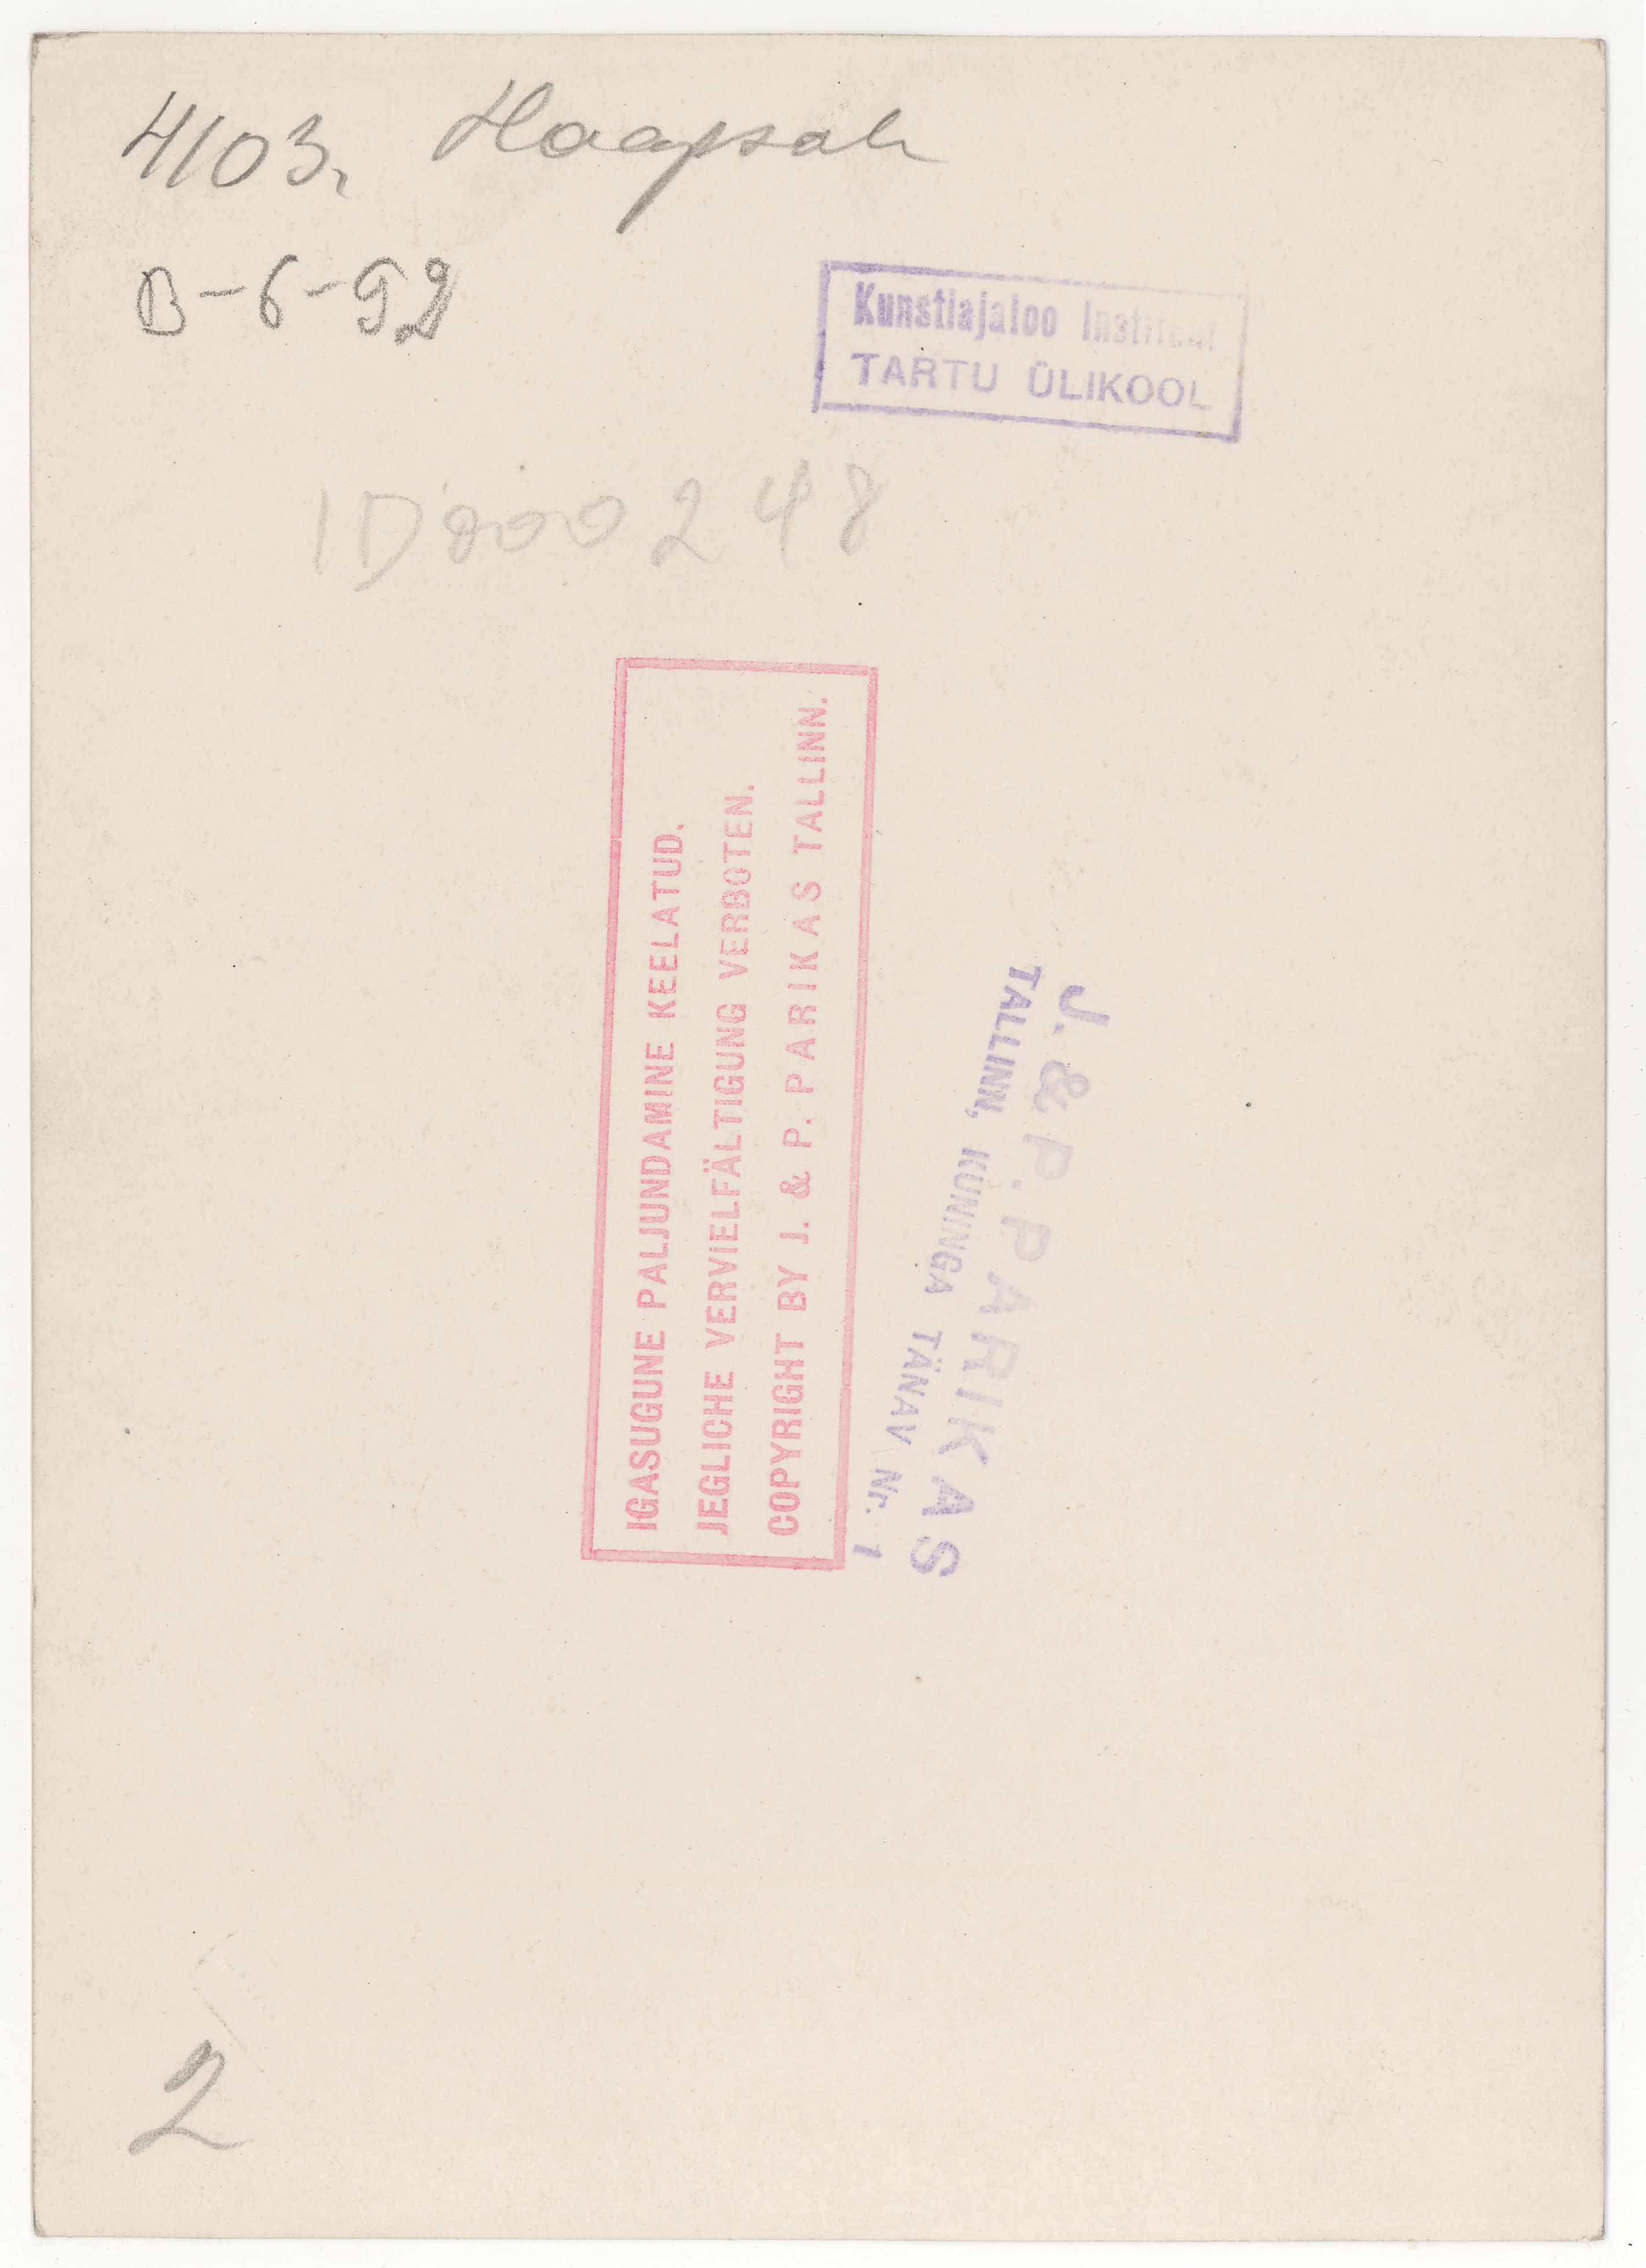 4103. Haapsalu
B-6-92
Kunstiajaloo Instituut
TARTU ÜLIKOOL
ID000248
IGASUGUNE PALJUNDAMINE KEELATUD.
JEGLICHE VERVIELFÄLTIGUNG VERBOTEN.
COPYRIGHT BY J. & P. PARIKAS TALLINN.
J. & P. PARIKAS
TALLINN, KUNINGA TÄNAV Nr. 1
2